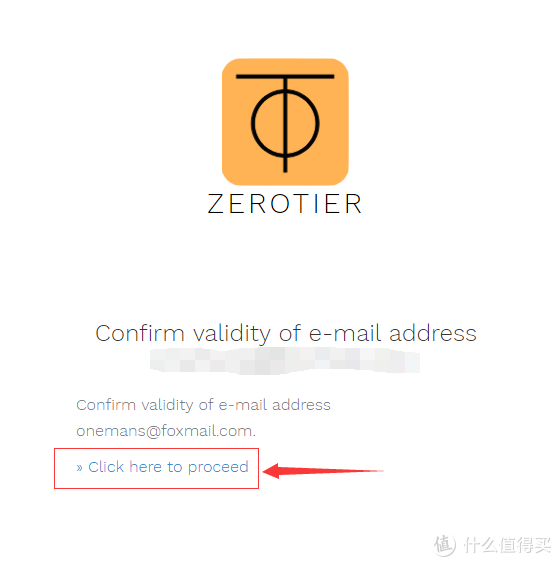 ZEROTIER
Confirm validity of e-mail address
Confirm validity of e-mail address
onemans@foxmail.com.
» Click here to proceed
值 什么值得买